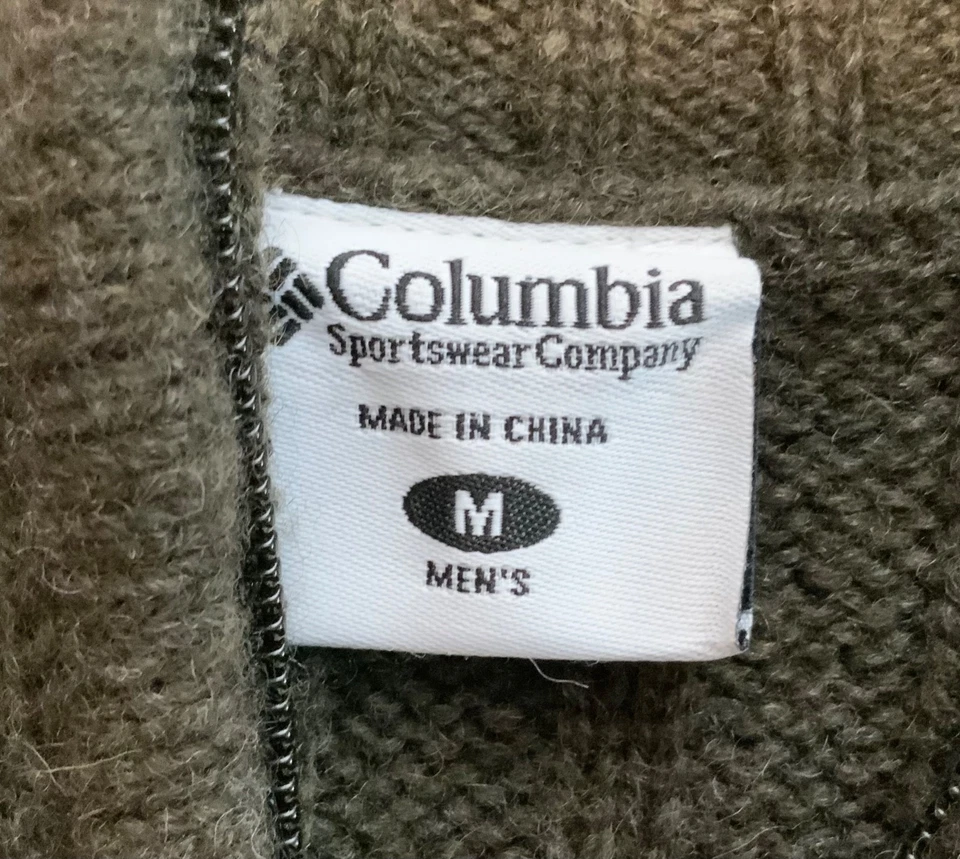 Columbia
Sportswear Company
MADE IN CHINA
M
MEN'S